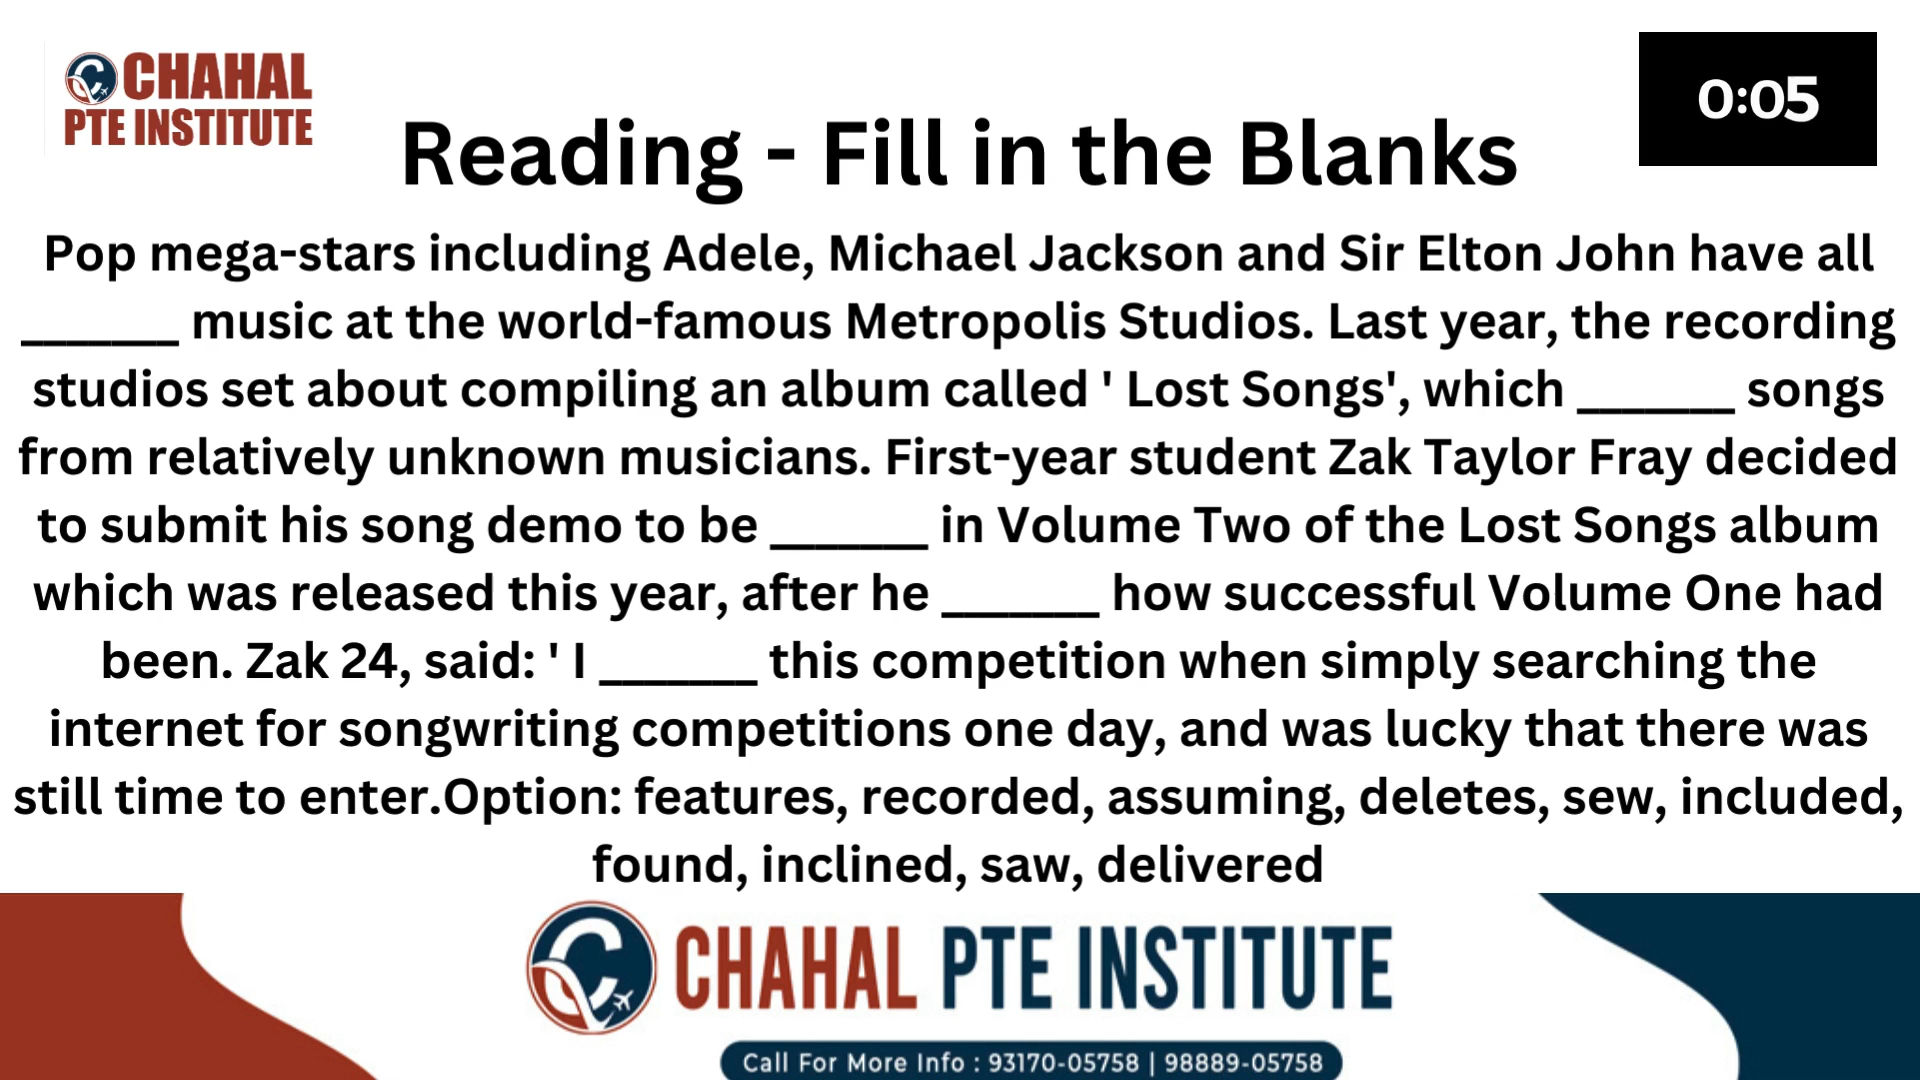 CHAHAL
PTE INSTITUTE
0:05
Reading - Fill in the Blanks
Pop mega-stars including Adele, Michael Jackson and Sir Elton John have all
_______ music at the world-famous Metropolis Studios. Last year, the recording
studios set about compiling an album called ' Lost Songs', which _______ songs
from relatively unknown musicians. First-year student Zak Taylor Fray decided
to submit his song demo to be _______ in Volume Two of the Lost Songs album
which was released this year, after he _______ how successful Volume One had
been. Zak 24, said: ' I _______ this competition when simply searching the
internet for songwriting competitions one day, and was lucky that there was
still time to enter.Option: features, recorded, assuming, deletes, sew, included,
found, inclined, saw, delivered
CHAHAL PTE INSTITUTE
Call For More Info : 93170-05758 | 98889-05758